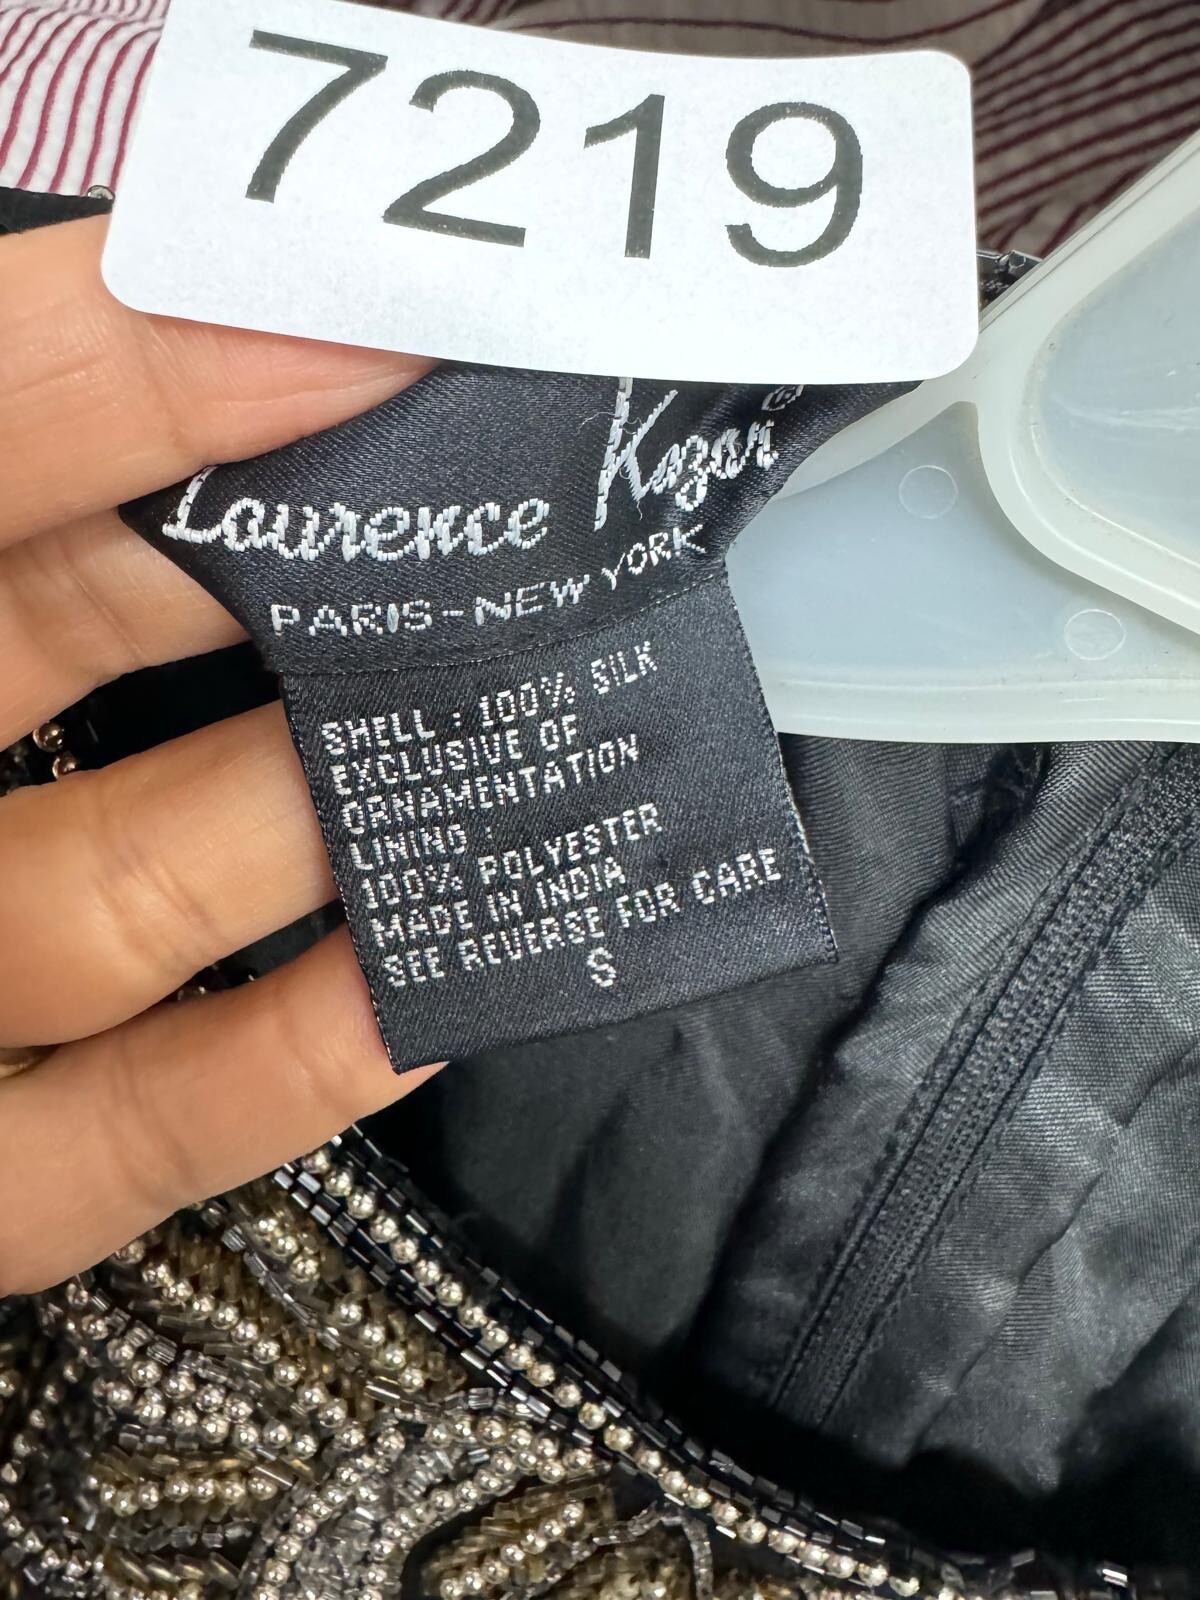 7219
Laurence Kazar®
PARIS-NEW YORK
SHELL : 100% SILK
EXCLUSIVE OF
ORNAMENTATION
LINING :
100% POLYESTER
MADE IN INDIA
SEE REVERSE FOR CARE
S